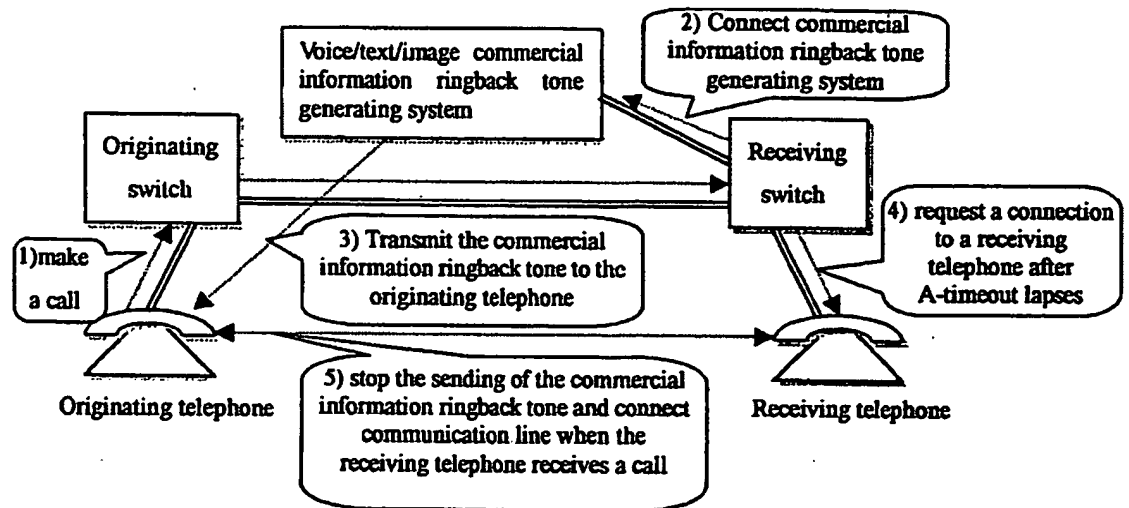 Voice/text/image commercial
information ringback tone
generating system
2) Connect commercial
information ringback tone
generating system
Originating
switch
Receiving
switch
1)make
a call
3) Transmit the commercial
information ringback tone to the
originating telephone
4) request a connection
to a receiving
telephone after
A-timeout lapses
5) stop the sending of the commercial
information ringback tone and connect
communication line when the
receiving telephone receives a call
Originating telephone
Receiving telephone